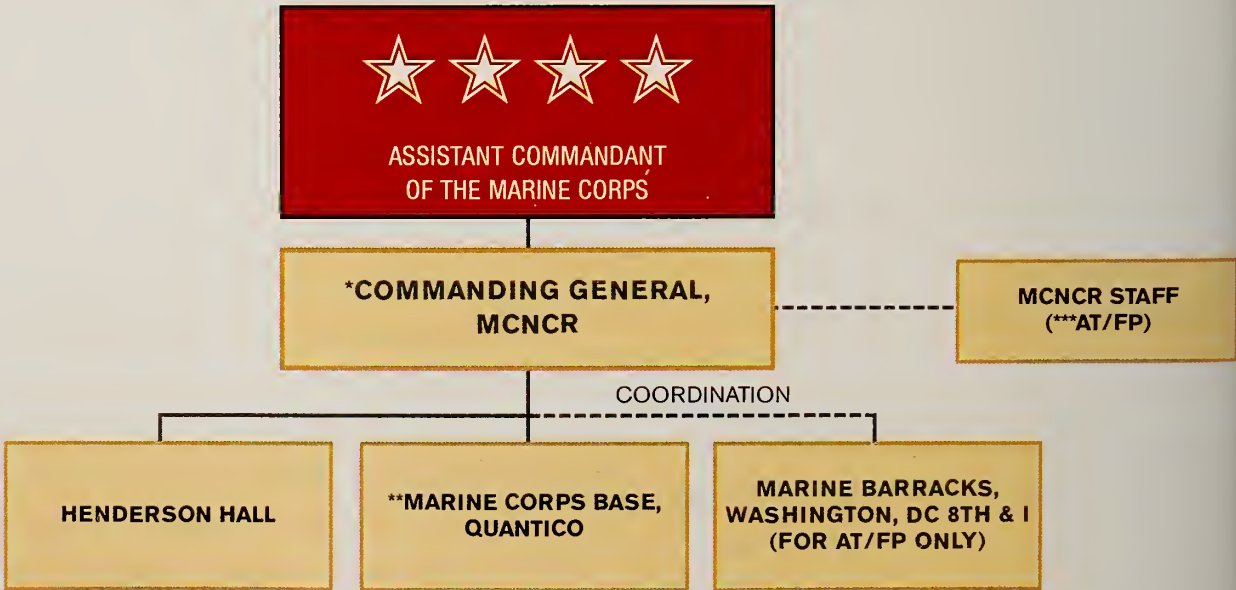 ASSISTANT COMMANDANT
OF THE MARINE CORPS
*COMMANDING GENERAL,
MCNCR
MCNCR STAFF
(***AT/FP)
COORDINATION
HENDERSON HALL
**MARINE CORPS BASE,
QUANTICO
MARINE BARRACKS,
WASHINGTON, DC 8TH & I
(FOR AT/FP ONLY)